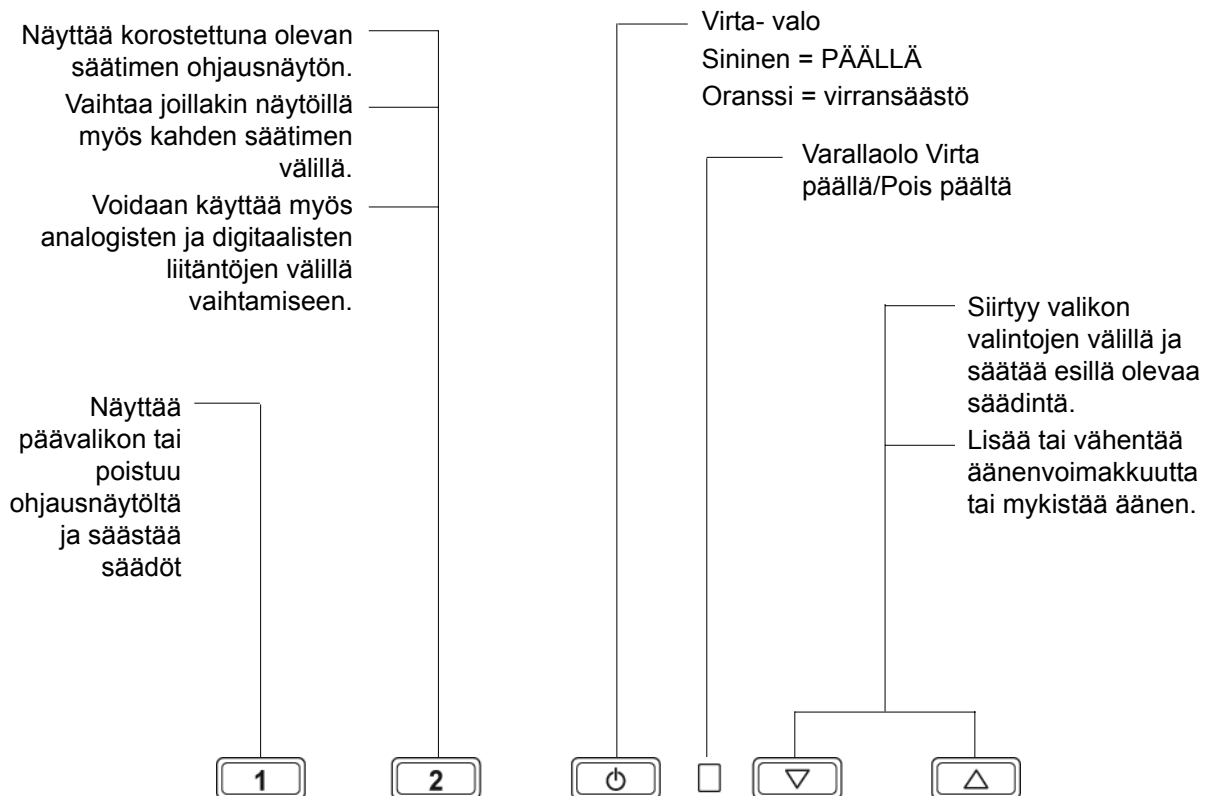 Näyttää korostettuna olevan
säätimen ohjausnäytön.
Vaihtaa joillakin näytöillä
myös kahden säätimen
välillä.
Voidaan käyttää myös
analogisten ja digitaalisten
liitäntöjen välillä
vaihtamiseen.
Näyttää
päävalikon tai
poistuu
ohjausnäytöltä
ja säästää
säädöt
Virta- valo
Sininen = PÄÄLLÄ
Oranssi = virransäästö
Varallaolo Virta
päällä/Pois päältä
Siirtyy valikon
valintojen välillä ja
säätää esillä olevaa
säädintä.
Lisää tai vähentää
äänenvoimakkuutta
tai mykistää äänen.
1
2